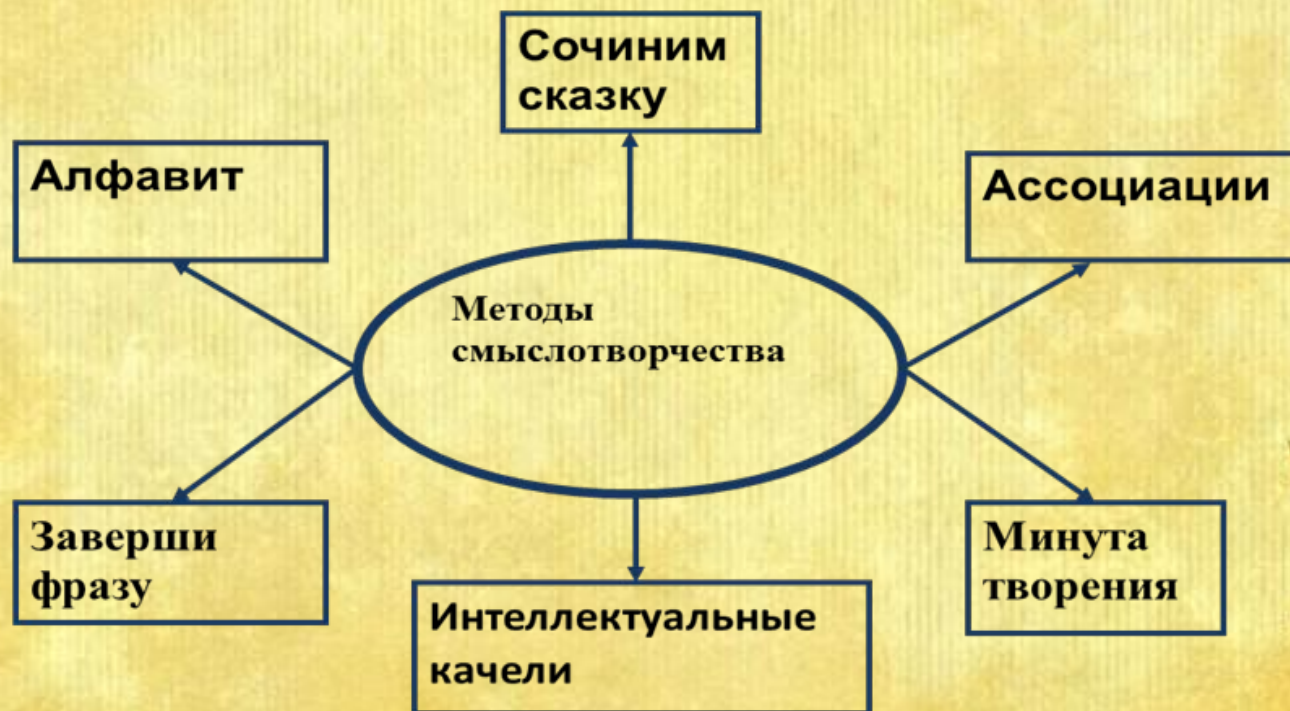 Сочиним
сказку
Алфавит
Ассоциации
Методы
смыслотворчества
Заверши
фразу
Минута
творения
Интеллектуальные
качели